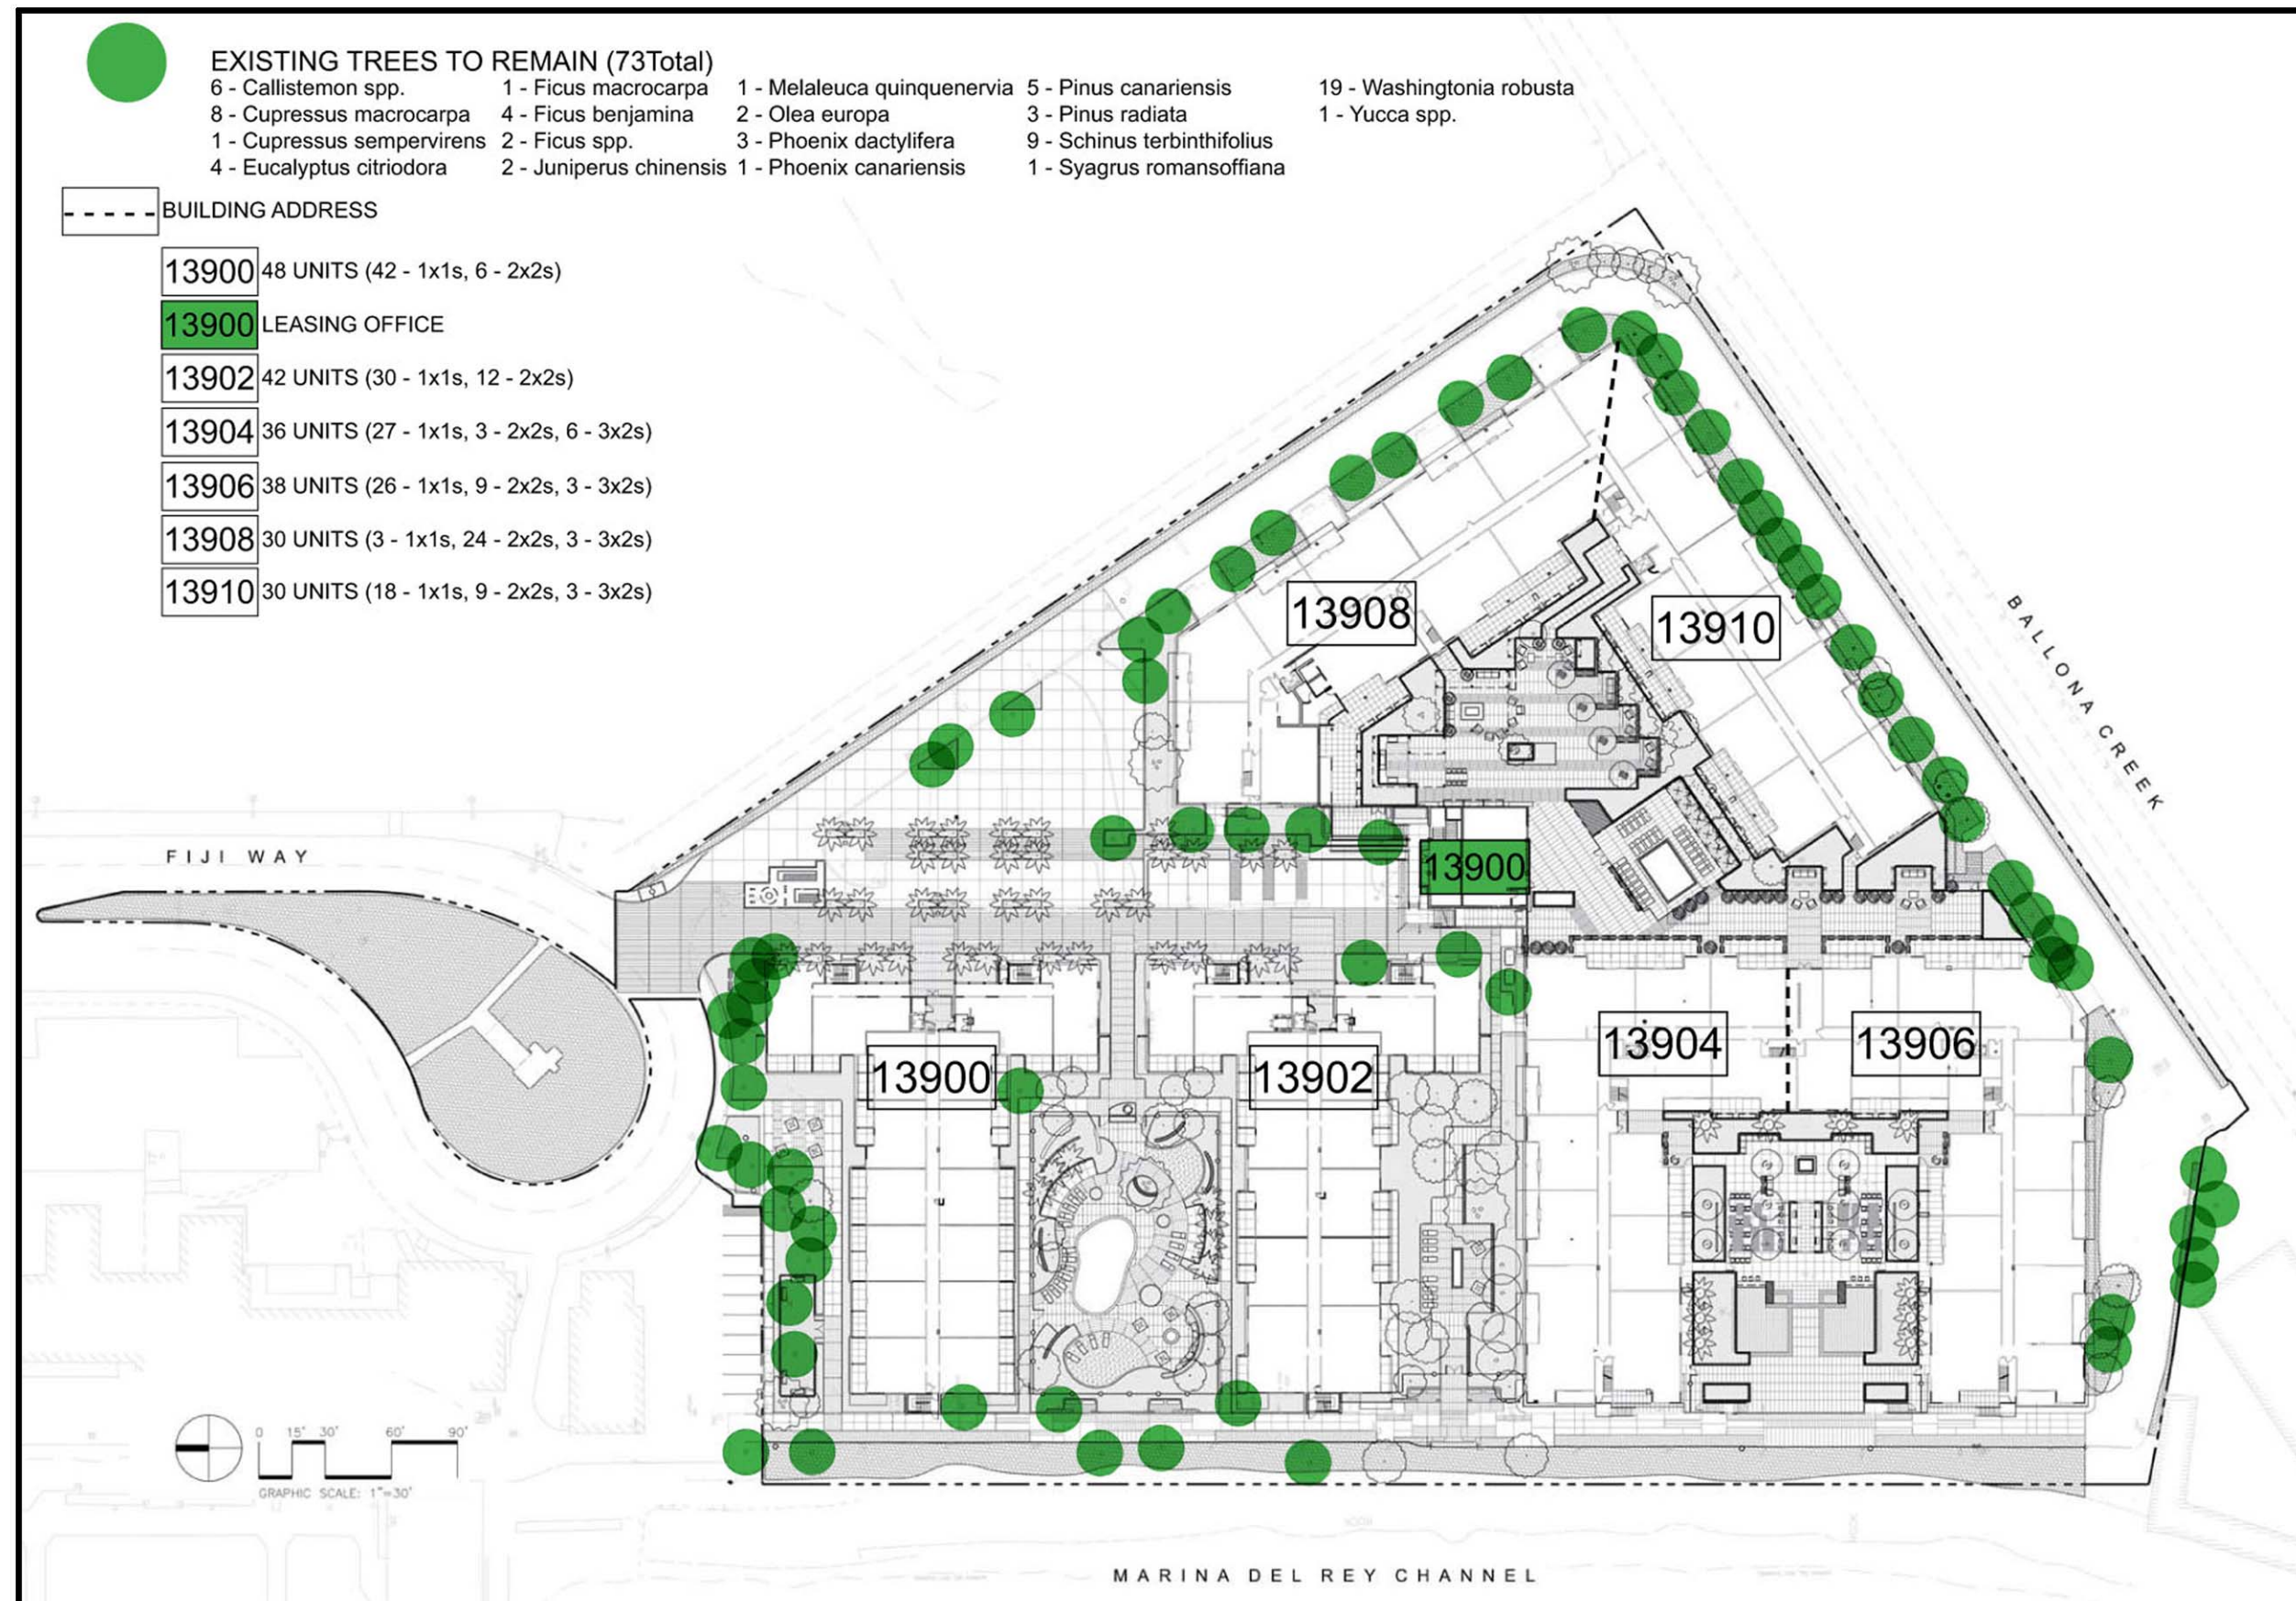 EXISTING TREES TO REMAIN (73Total)
6 - Callistemon spp.
8 - Cupressus macrocarpa
1 - Cupressus sempervirens
4 - Eucalyptus citriodora
1 - Ficus macrocarpa
4 - Ficus benjamina
2 - Ficus spp.
2 - Juniperus chinensis
1 - Melaleuca quinquenervia
2 - Olea europa
3 - Phoenix dactylifera
1 - Phoenix canariensis
5 - Pinus canariensis
3 - Pinus radiata
9 - Schinus terbinthifolius
1 - Syagrus romansoffiana
19 - Washingtonia robusta
1 - Yucca spp.
BUILDING ADDRESS
13900 48 UNITS (42 - 1x1s, 6 - 2x2s)
13900 LEASING OFFICE
13902 42 UNITS (30 - 1x1s, 12 - 2x2s)
13904 36 UNITS (27 - 1x1s, 3 - 2x2s, 6 - 3x2s)
13906 38 UNITS (26 - 1x1s, 9 - 2x2s, 3 - 3x2s)
13908 30 UNITS (3 - 1x1s, 24 - 2x2s, 3 - 3x2s)
13910 30 UNITS (18 - 1x1s, 9 - 2x2s, 3 - 3x2s)
13908
13910
BALLONA CREEK
FIJI WAY
13900
13904
13906
13900
13902
0 15' 30' 60' 90'
GRAPHIC SCALE: 1"=30'
MARINA DEL REY CHANNEL